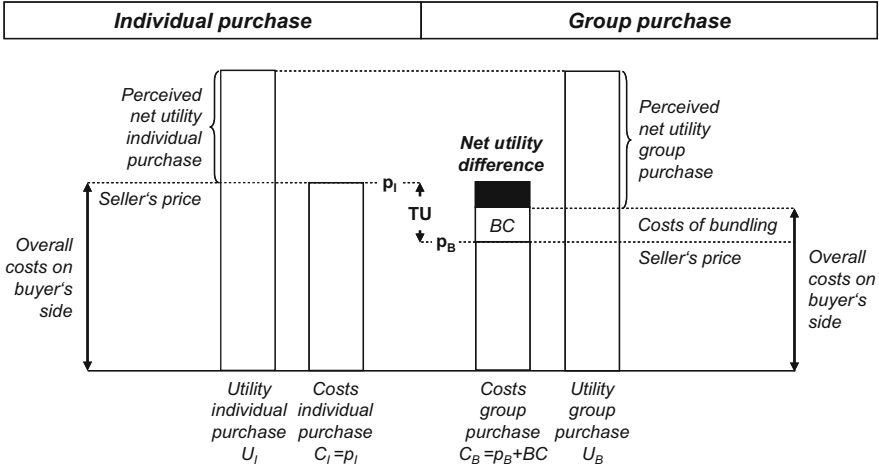 Individual purchase
Group purchase
Perceived
net utility
individual
purchase
Perceived
net utility
group
purchase
Net utility
difference
Seller‘s price
p_I
TU
p_B
BC
Costs of bundling
Seller‘s price
Overall
costs on
buyer‘s
side
Overall
costs on
buyer‘s
side
Utility
individual
purchase
U_I
Costs
individual
purchase
C_I =p_I
Costs
group
purchase
C_B =p_B+BC
Utility
group
purchase
U_B